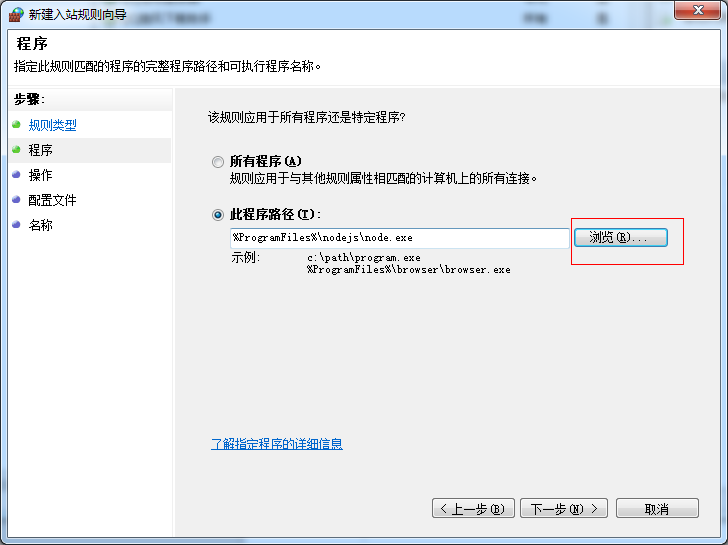 新建入站规则向导
程序
指定此规则匹配的程序的完整程序路径和可执行程序名称。
步骤:
规则类型
程序
操作
配置文件
名称
该规则应用于所有程序还是特定程序?
所有程序(A)
规则应用于与其他规则属性相匹配的计算机上的所有连接。
此程序路径(T):
%ProgramFiles%\nodejs\node.exe
浏览(R)...
示例: c:\path\program.exe
%ProgramFiles%\browser\browser.exe
了解指定程序的详细信息
< 上一步(B)
下一步(N) >
取消